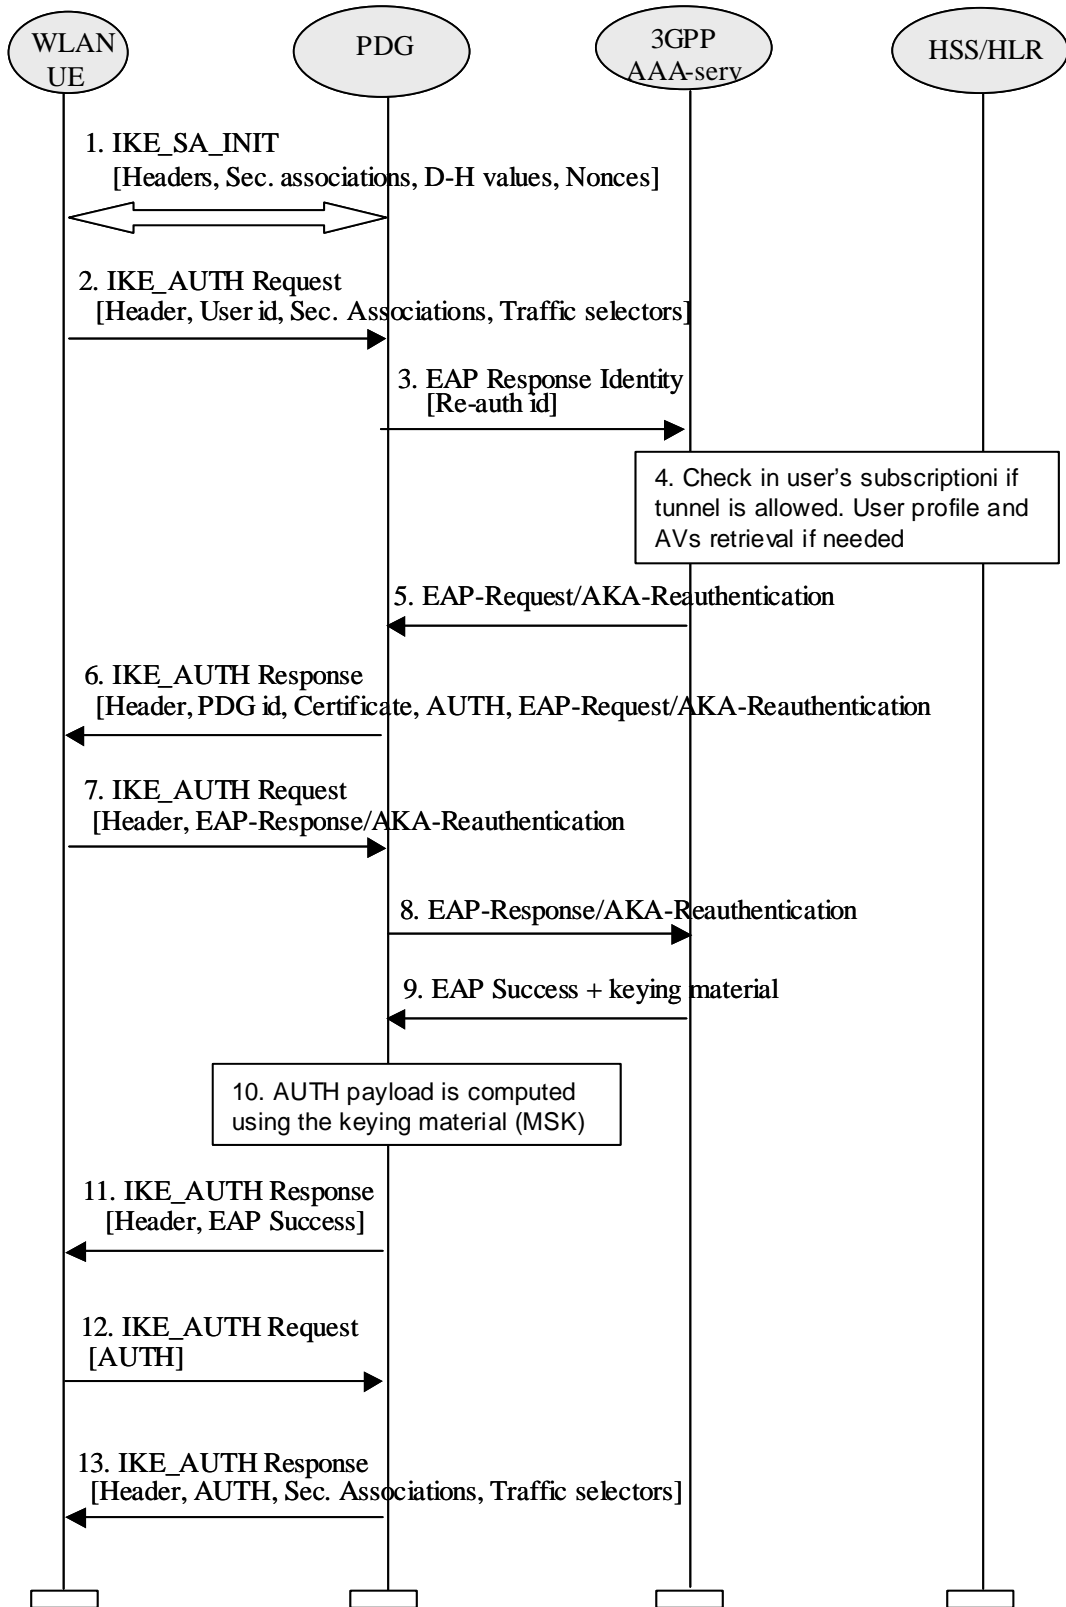 WLAN
UE
PDG
3GPP
AAA-serv
HSS/HLR
1. IKE_SA_INIT
[Headers, Sec. associations, D-H values, Nonces]
2. IKE_AUTH Request
[Header, User id, Sec. Associations, Traffic selectors]
3. EAP Response Identity
[Re-auth id]
4. Check in user's subscriptioni if
tunnel is allowed. User profile and
AVs retrieval if needed
5. EAP-Request/AKA-Reauthentication
6. IKE_AUTH Response
[Header, PDG id, Certificate, AUTH, EAP-Request/AKA-Reauthentication
7. IKE_AUTH Request
[Header, EAP-Response/AKA-Reauthentication
8. EAP-Response/AKA-Reauthentication
9. EAP Success + keying material
10. AUTH payload is computed
using the keying material (MSK)
11. IKE_AUTH Response
[Header, EAP Success]
12. IKE_AUTH Request
[AUTH]
13. IKE_AUTH Response
[Header, AUTH, Sec. Associations, Traffic selectors]